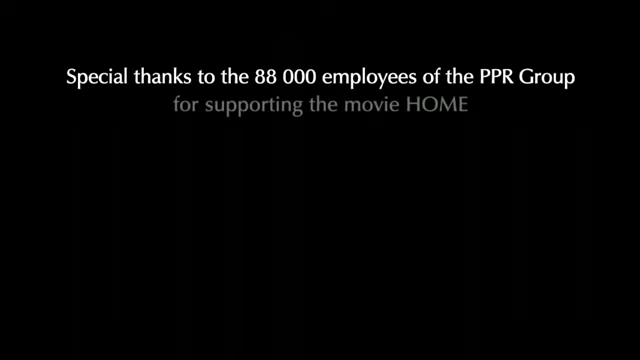 Special thanks to the 88 000 employees of the PPR Group
for supporting the movie HOME